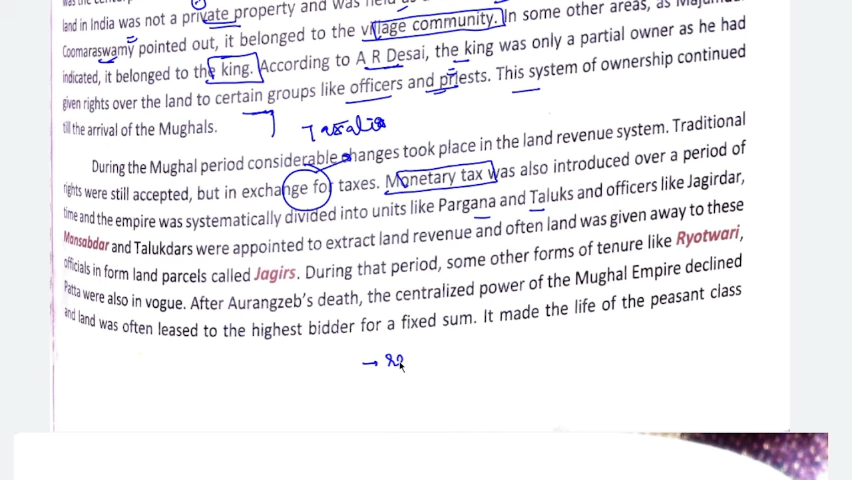 land in India was not a private property and was held as
Coomaraswamy pointed out, it belonged to the village community. In some other areas, as Majumdar
indicated, it belonged to the king. According to A R Desai, the king was only a partial owner as he had
given rights over the land to certain groups like officers and priests. This system of ownership continued
till the arrival of the Mughals.
During the Mughal period considerable changes took place in the land revenue system. Traditional
rights were still accepted, but in exchange for taxes. Monetary tax was also introduced over a period of
time and the empire was systematically divided into units like Pargana and Taluks and officers like Jagirdar,
Mansabdar and Talukdars were appointed to extract land revenue and often land was given away to these
officials in form land parcels called Jagirs. During that period, some other forms of tenure like Ryotwari,
Patta were also in vogue. After Aurangzeb's death, the centralized power of the Mughal Empire declined
and land was often leased to the highest bidder for a fixed sum. It made the life of the peasant class